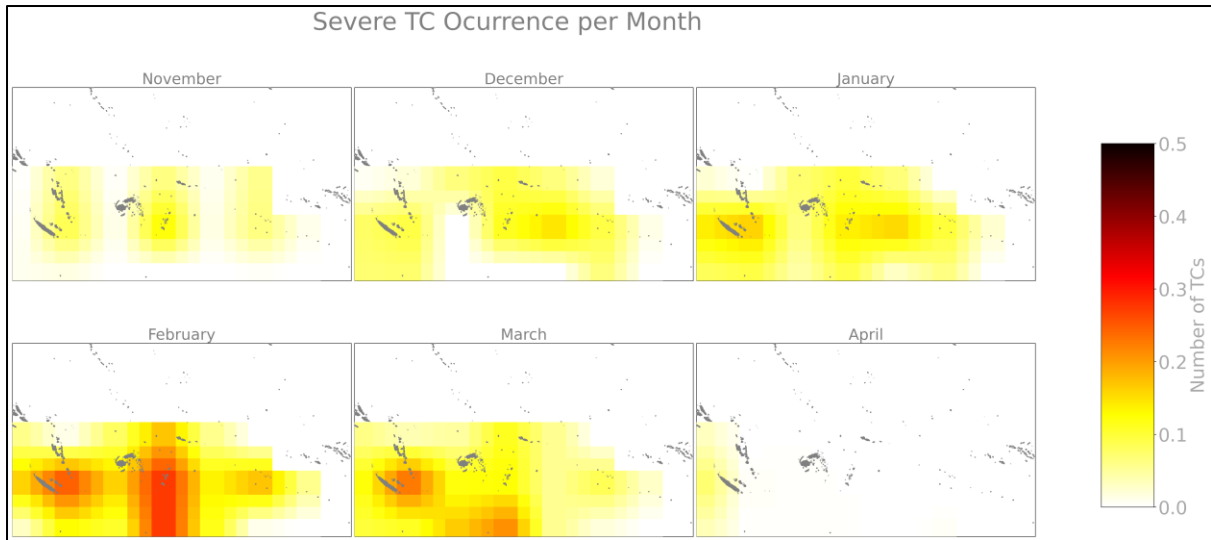 Severe TC Ocurrence per Month
November
December
January
February
March
April
0.5
0.4
0.3
0.2
0.1
0.0
Number of TCs